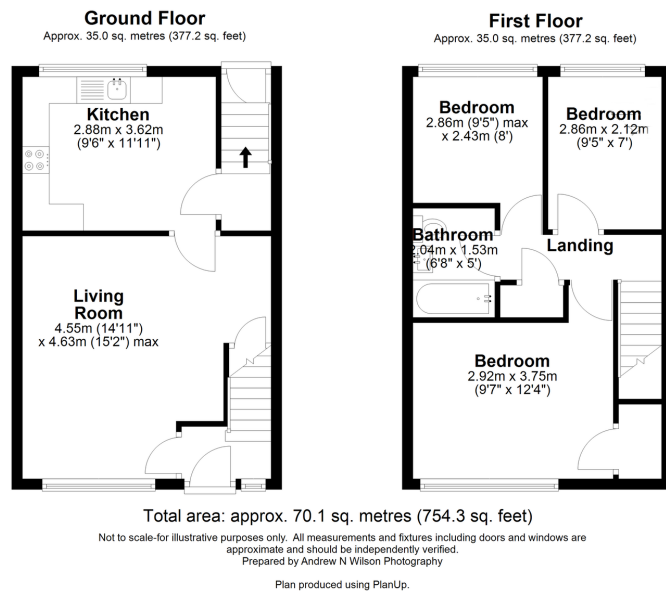 Ground Floor
Approx. 35.0 sq. metres (377.2 sq. feet)
Kitchen
2.88m x 3.62m
(9'6" x 11'11")
Living
Room
4.55m (14'11")
x 4.63m (15'2") max
First Floor
Approx. 35.0 sq. metres (377.2 sq. feet)
Bedroom
2.86m (9'5") max
x 2.43m (8')
Bedroom
2.86m x 2.12m
(9'5" x 7')
Bathroom
2.04m x 1.53m
(6'8" x 5')
Landing
Bedroom
2.92m x 3.75m
(9'7" x 12'4")
Total area: approx. 70.1 sq. metres (754.3 sq. feet)
Not to scale-for illustrative purposes only. All measurements and fixtures including doors and windows are
approximate and should be independently verified.
Prepared by Andrew N Wilson Photography
Plan produced using PlanUp.